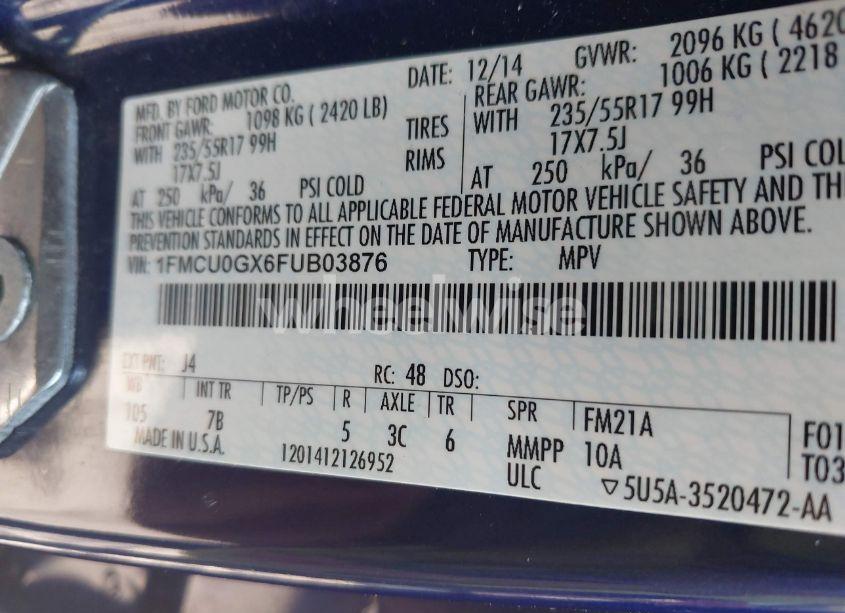 MFD. BY FORD MOTOR CO. DATE: 12/14 GVWR: 2096 KG ( 4620
FRONT GAWR: 1098 KG ( 2420 LB) REAR GAWR: 1006 KG ( 2218
WITH 235/55R17 99H TIRES WITH 235/55R17 99H
17X7.5J RIMS 17X7.5J
AT 250 kPa/ 36 PSI COLD AT 250 kPa/ 36 PSI COL
THIS VEHICLE CONFORMS TO ALL APPLICABLE FEDERAL MOTOR VEHICLE SAFETY AND THE
PREVENTION STANDARDS IN EFFECT ON THE DATE OF MANUFACTURE SHOWN ABOVE.
VIN: 1FMCU0GX6FUB03876 TYPE: MPV
wheelwise
EXT PNT: J4 RC: 48 DSO:
WB INT TR TP/PS R AXLE TR SPR FM21A F01
105 7B 5 3C 6 MMPP 10A T03
MADE IN U.S.A. 1201412126952 ULC ▽5U5A-3520472-AA